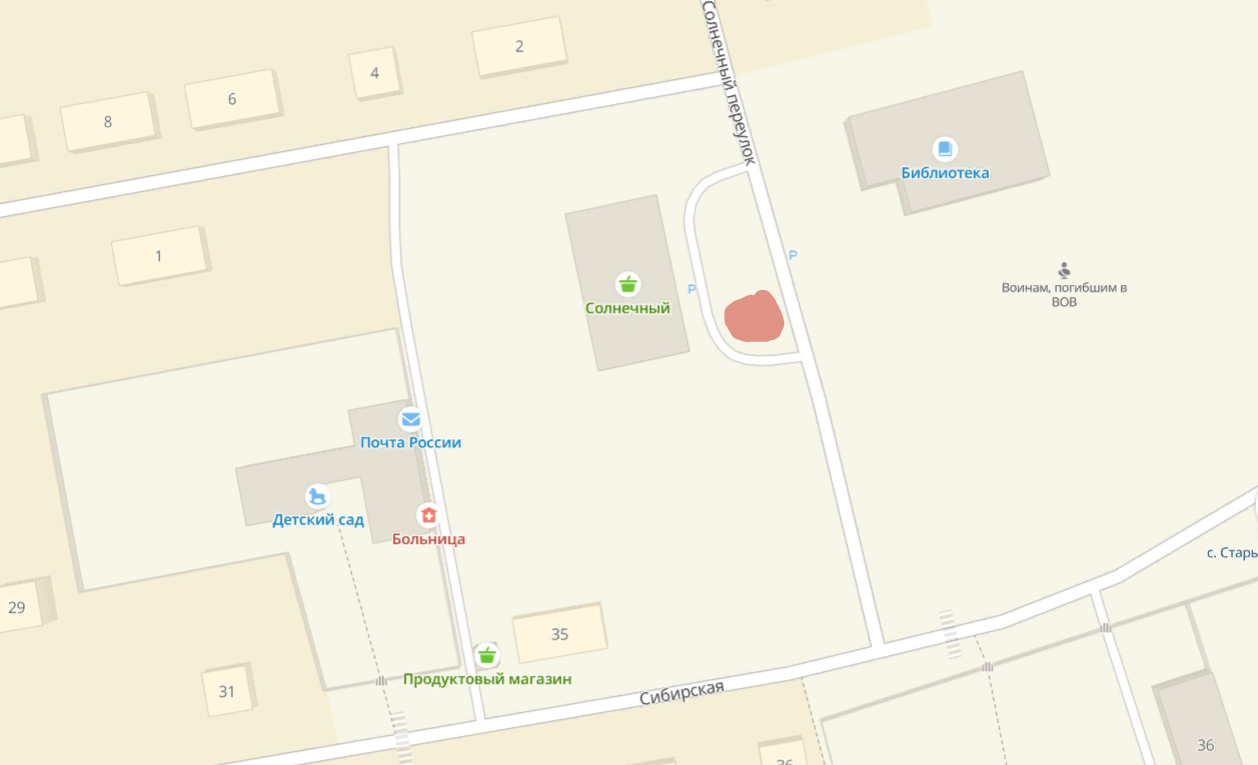 Солнечный переулок
2
4
6
8
Библиотека
1
P
Воинам, погибшим в
ВОВ
P
Солнечный
Почта России
Детский сад
Больница
с. Стары
29
35
31
Продуктовый магазин
Сибирская
36
36